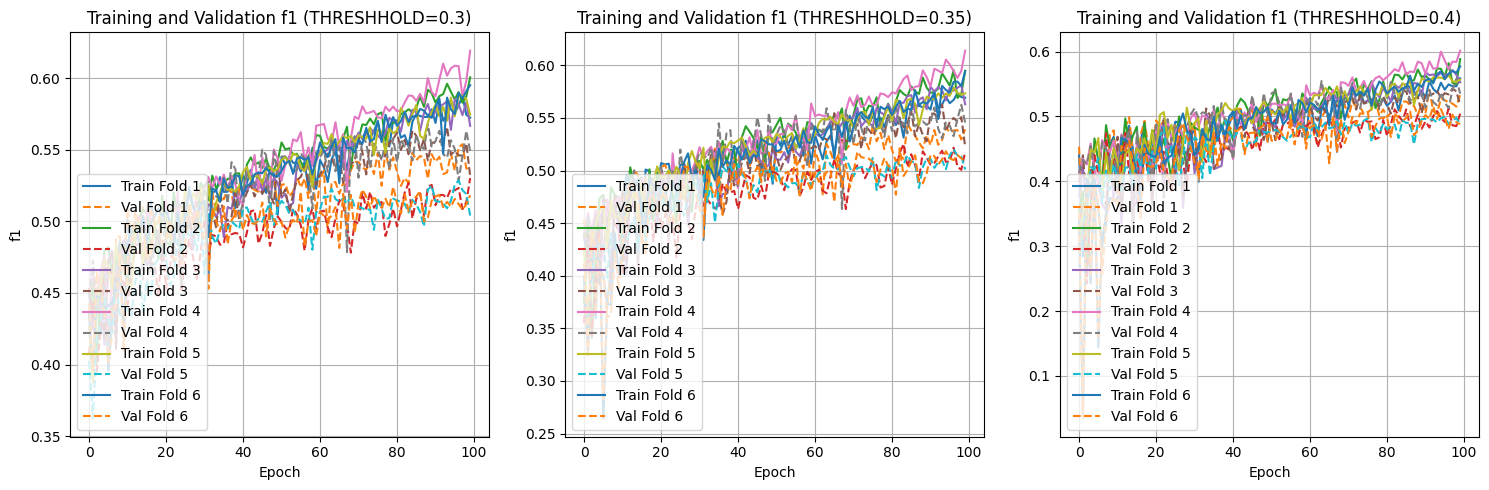 Training and Validation f1 (THRESHHOLD=0.3)
f1
0.60
0.55
0.50
0.45
0.40
0.35
Train Fold 1
Val Fold 1
Train Fold 2
Val Fold 2
Train Fold 3
Val Fold 3
Train Fold 4
Val Fold 4
Train Fold 5
Val Fold 5
Train Fold 6
Val Fold 6
0 20 40 60 80 100
Epoch
Training and Validation f1 (THRESHHOLD=0.35)
f1
0.60
0.55
0.50
0.45
0.40
0.35
0.30
0.25
Train Fold 1
Val Fold 1
Train Fold 2
Val Fold 2
Train Fold 3
Val Fold 3
Train Fold 4
Val Fold 4
Train Fold 5
Val Fold 5
Train Fold 6
Val Fold 6
0 20 40 60 80 100
Epoch
Training and Validation f1 (THRESHHOLD=0.4)
f1
0.6
0.5
0.4
0.3
0.2
0.1
Train Fold 1
Val Fold 1
Train Fold 2
Val Fold 2
Train Fold 3
Val Fold 3
Train Fold 4
Val Fold 4
Train Fold 5
Val Fold 5
Train Fold 6
Val Fold 6
0 20 40 60 80 100
Epoch